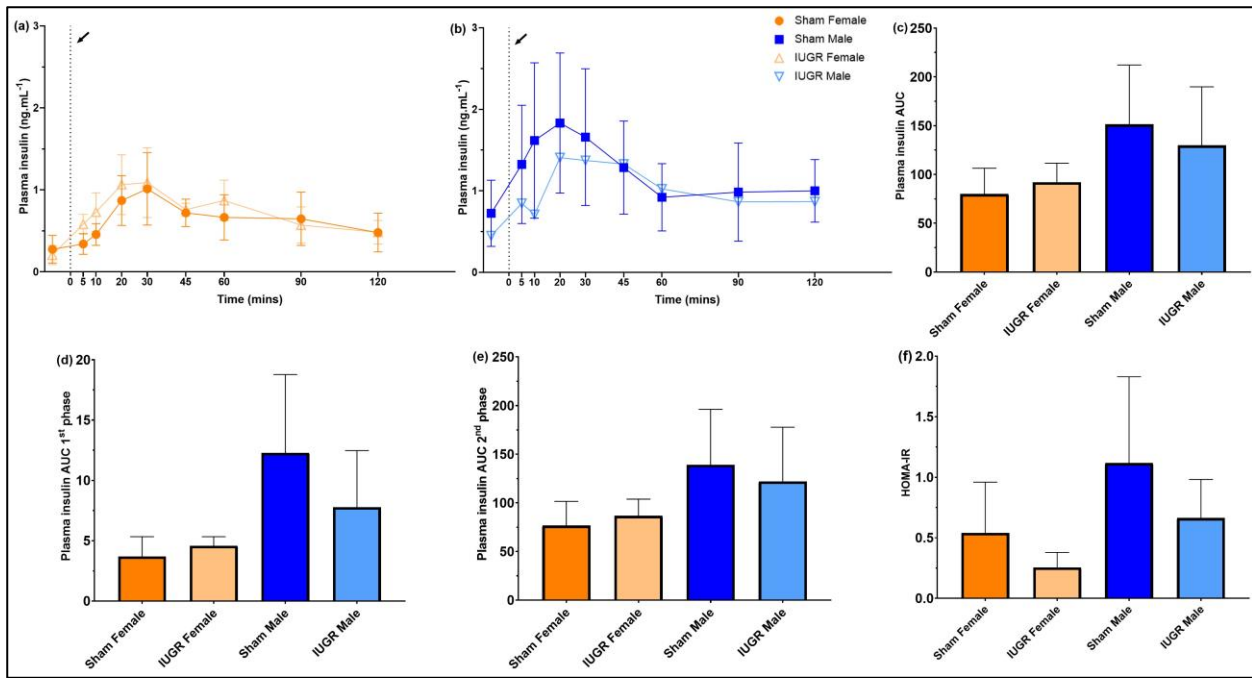 (a)
3
2
1
0
Plasma insulin (ng.mL⁻¹)
0 5 10 20 30 45 60 90 120
Time (mins)
(b)
3
2
1
0
Plasma insulin (ng.mL⁻¹)
0 5 10 20 30 45 60 90 120
Time (mins)
Sham Female
Sham Male
IUGR Female
IUGR Male
(c)
250
200
150
100
50
0
Plasma insulin AUC
Sham Female
IUGR Female
Sham Male
IUGR Male
(d)
20
15
10
5
0
Plasma insulin AUC 1ˢᵗ phase
Sham Female
IUGR Female
Sham Male
IUGR Male
(e)
250
200
150
100
50
0
Plasma insulin AUC 2ⁿᵈ phase
Sham Female
IUGR Female
Sham Male
IUGR Male
(f)
2.0
1.5
1.0
0.5
0.0
HOMA-IR
Sham Female
IUGR Female
Sham Male
IUGR Male